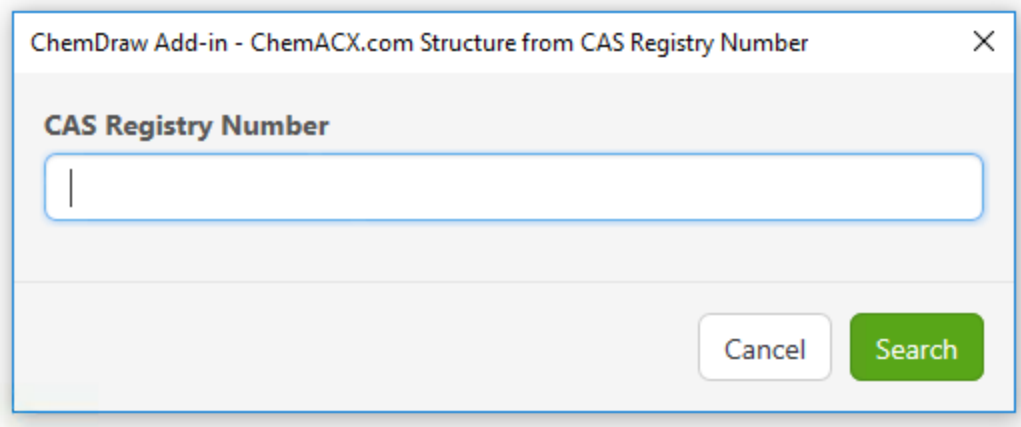 ChemDraw Add-in - ChemACX.com Structure from CAS Registry Number
CAS Registry Number
Cancel
Search